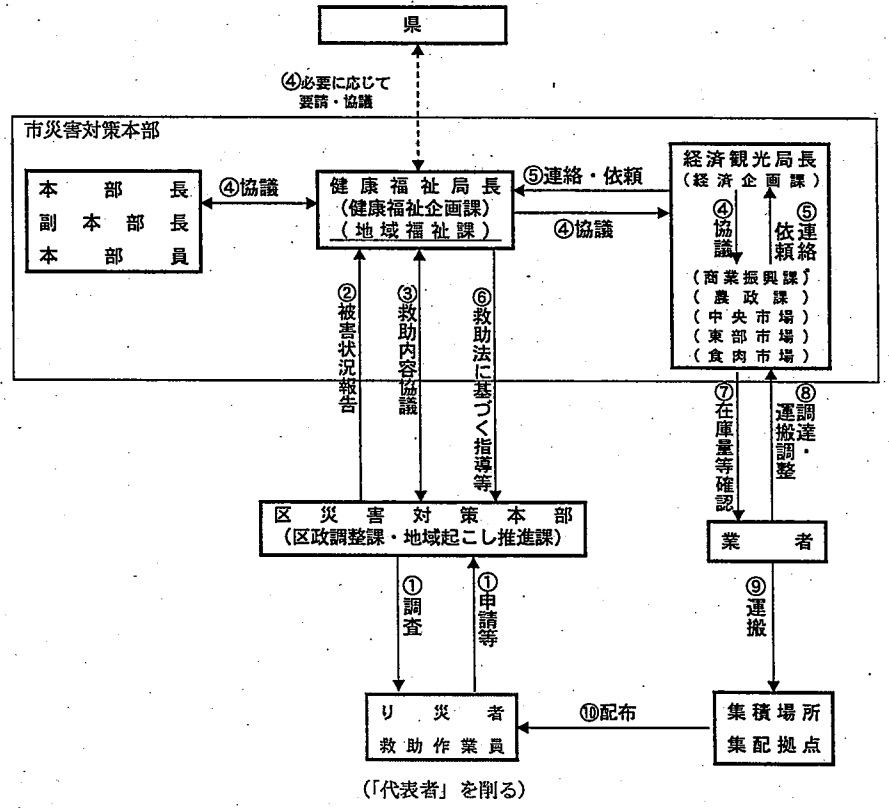 県
④必要に応じて
要請・協議
市災害対策本部
本部長
副本部長
本部員
④協議
健康福祉局長
(健康福祉企画課)
(地域福祉課)
⑤連絡・依頼
④協議
経済観光局長
(経済企画課)
④協議
⑤連絡
依頼
(商業振興課)
(農政課)
(中央市場)
(東部市場)
(食肉市場)
②被害状況報告
③救助内容協議
⑥救助法に基づく指導等
⑦在庫量等確認
⑧調達・
運搬調整
区災害対策本部
(区政調整課・地域起こし推進課)
業者
①調査
①申請等
⑨運搬
り災者
救助作業員
⑩配布
集積場所
集配拠点
(「代表者」を削る)